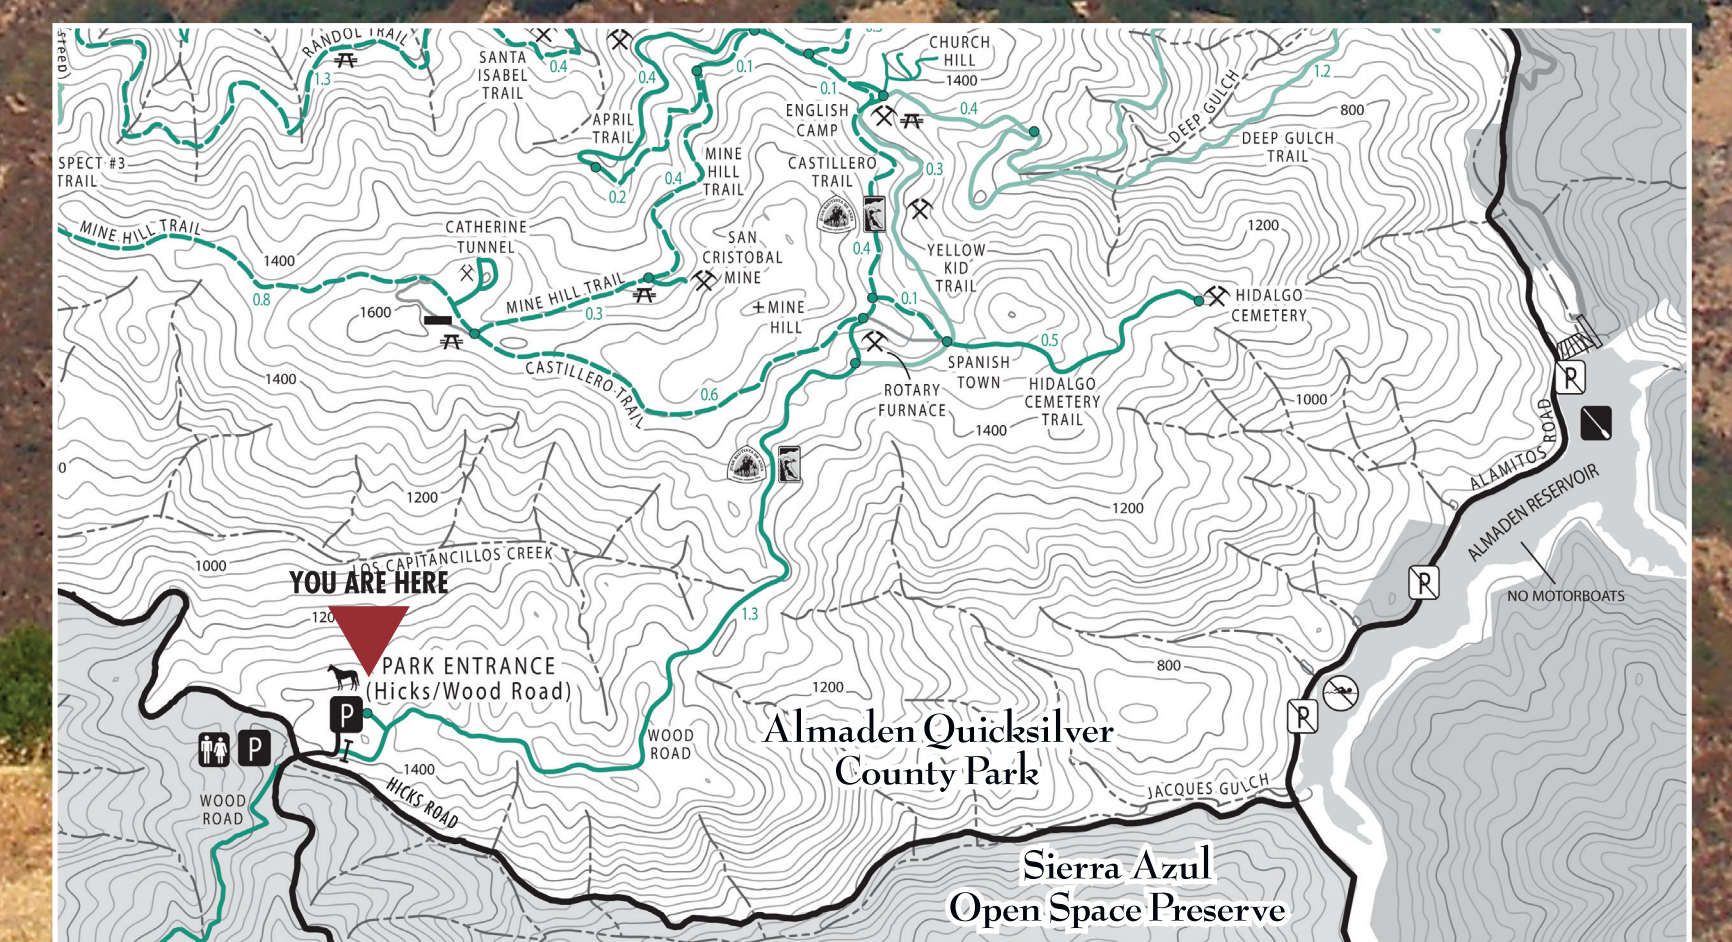 RANDOL TRAIL
1.3
SANTA
ISABEL
TRAIL
0.4
0.4
0.1
0.1
CHURCH
HILL
1400
0.4
1.2
800
APRIL
TRAIL
ENGLISH
CAMP
DEEP GULCH
DEEP GULCH
TRAIL
SPECT #3
TRAIL
0.2
0.4
MINE
HILL
TRAIL
CASTILLERO
TRAIL
0.3
MINE HILL TRAIL
1400
0.8
CATHERINE
TUNNEL
SAN
CRISTOBAL
MINE
0.4
YELLOW
KID
TRAIL
1200
MINE HILL TRAIL
0.3
1600
+MINE
HILL
0.1
HIDALGO
CEMETERY
0.5
SPANISH
TOWN
ROTARY
FURNACE
HIDALGO
CEMETERY
TRAIL
1400
CASTILLERO TRAIL
0.6
1400
1000
P
ALAMITOS ROAD
0
1200
1200
ALMADEN RESERVOIR
NO MOTORBOATS
P
1000
LOS CAPITANCILLOS CREEK
YOU ARE HERE
120
1.3
PARK ENTRANCE
(Hicks/Wood Road)
P
P
1200
800
P
WOOD
ROAD
Almaden Quicksilver
County Park
1400
HICKS ROAD
JACQUES GULCH
WOOD
ROAD
Sierra Azul
Open Space Preserve